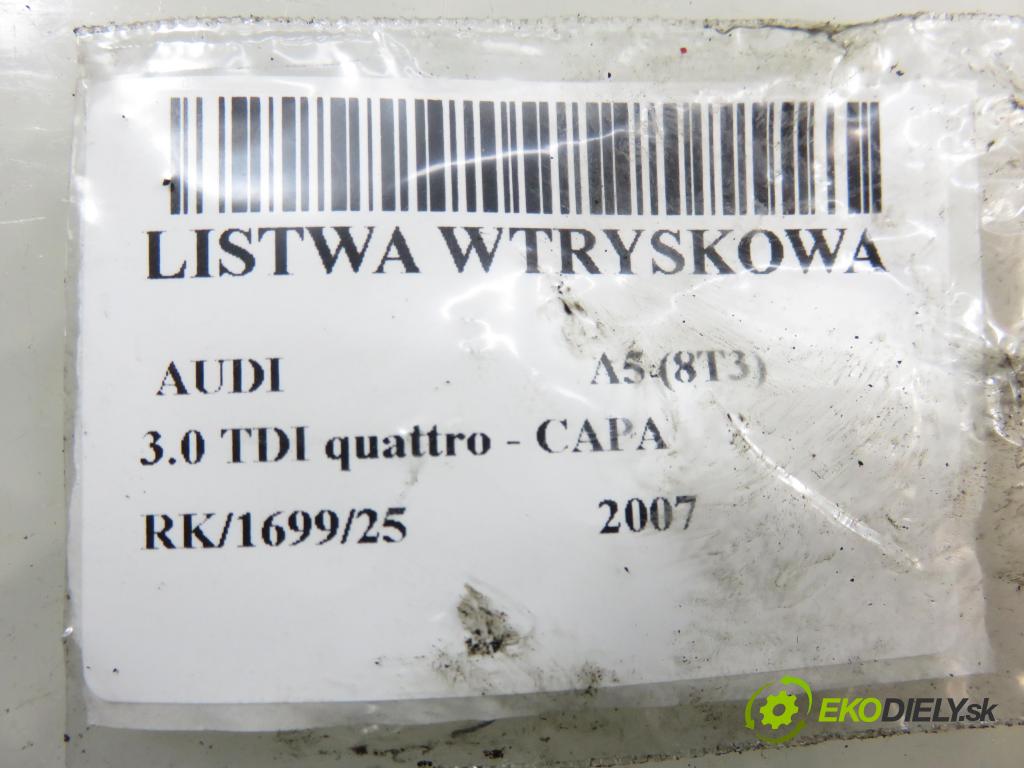 LISTWA WTRYSKOWA
AUDI A5 (8T3)
3.0 TDI quattro - CAPA
RK/1699/25 2007
EKODIELY.sk